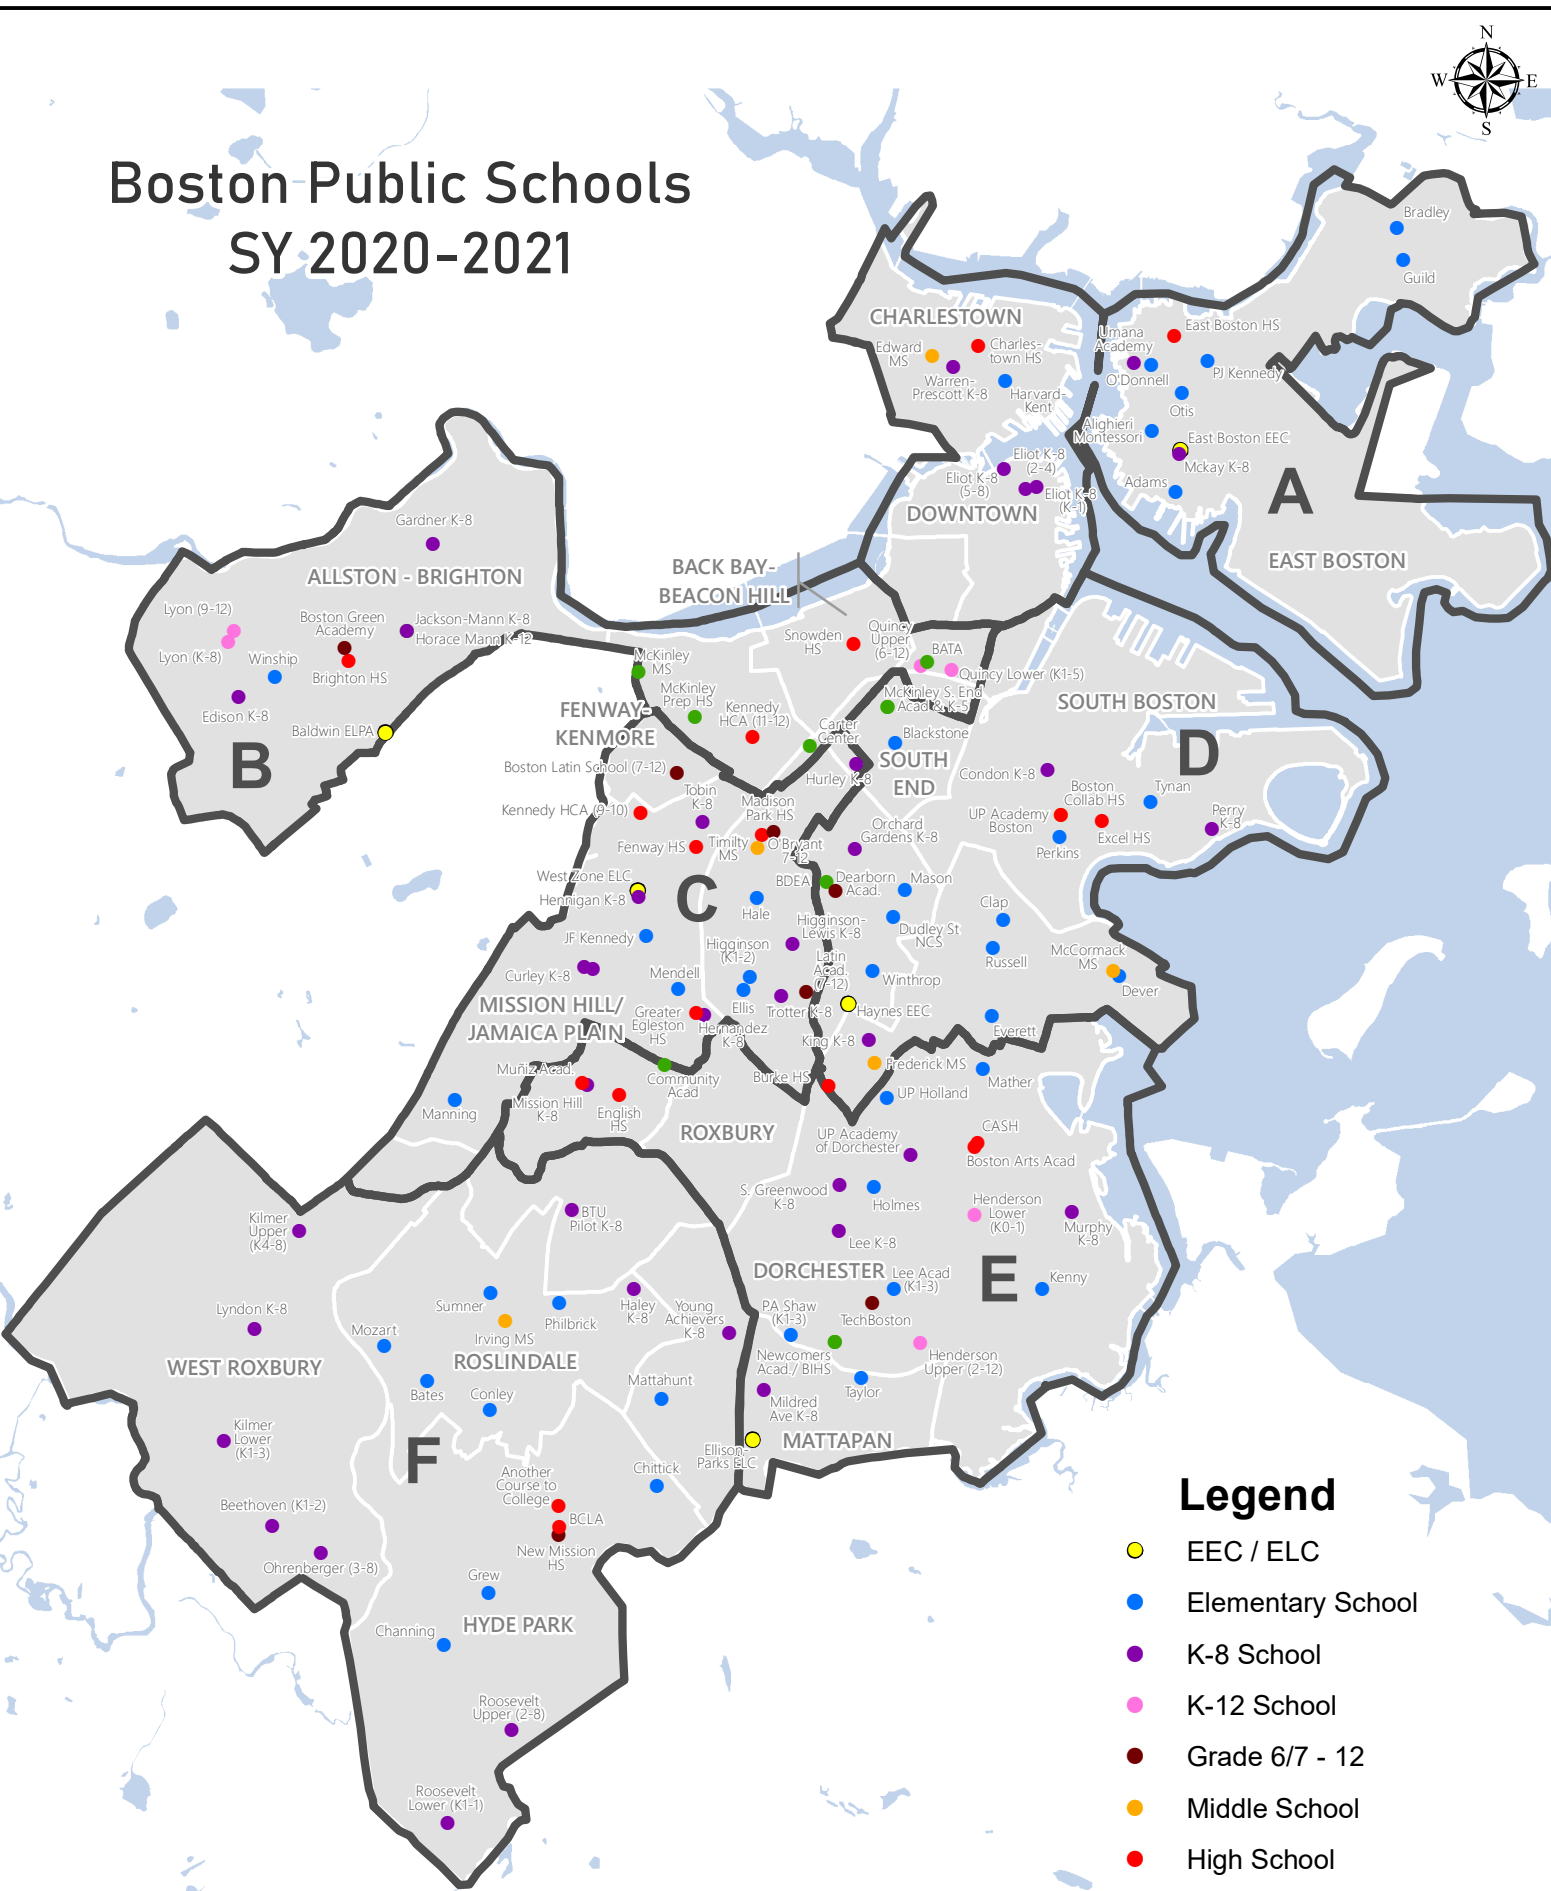 N
W
E
S
Boston Public Schools
SY 2020-2021
Bradley
Guild
CHARLESTOWN
Edward
MS
Charles-
town HS
Warren-
Prescott K-8
Harvard-
Kent
Umana
Academy
East Boston HS
O'Donnell
PJ Kennedy
Otis
Alighieri
Montessori
East Boston EEC
Mckay K-8
Adams
A
EAST BOSTON
Eliot K-8
(2-4)
Eliot K-8
(5-8)
Eliot K-8
(K-1)
DOWNTOWN
Gardner K-8
ALLSTON - BRIGHTON
Lyon (9-12)
Boston Green
Academy
Jackson-Mann K-8
Horace Mann K-12
Lyon (K-8)
Winship
Brighton HS
Edison K-8
Baldwin ELPA
B
BACK BAY-
BEACON HILL
Snowden
HS
Quincy
Upper
(6-12)
BATA
Quincy Lower (K1-5)
McKinley
MS
McKinley
Prep HS
Kennedy
HCA (11-12)
McKinley S. End
Acad & K-5
Carter
Center
Blackstone
FENWAY-
KENMORE
SOUTH
END
Hurley K-8
SOUTH BOSTON
D
Condon K-8
Boston
Collab HS
Tynan
UP Academy
Boston
Perry
K-8
Perkins
Excel HS
Boston Latin School (7-12)
Tobin
K-8
Madison
Park HS
Kennedy HCA (9-10)
Fenway HS
Timilty
MS
O'Bryant
7-12
Orchard
Gardens K-8
West Zone ELC
Hennigan K-8
C
BDEA
Dearborn
Acad.
Mason
Hale
Higginson-
Lewis K-8
Dudley St
NCS
Clap
JF Kennedy
Higginson
(K1-2)
Latin
Acad.
(7-12)
Russell
McCormack
MS
Dever
Curley K-8
Mendell
Winthrop
Ellis
Trotter K-8
Haynes EEC
MISSION HILL/
JAMAICA PLAIN
Greater
Egleston
HS
Hernandez
K-8
King K-8
Everett
Muñiz Acad.
Community
Acad
Burke HS
Frederick MS
Mather
Manning
Mission Hill
K-8
English
HS
UP Holland
ROXBURY
UP Academy
of Dorchester
CASH
Boston Arts Acad
S. Greenwood
K-8
Holmes
Henderson
Lower
(K0-1)
Murphy
K-8
Lee K-8
Kilmer
Upper
(K4-8)
BTU
Pilot K-8
DORCHESTER
Lee Acad
(K1-3)
E
Kenny
Lyndon K-8
Sumner
Philbrick
Haley
K-8
Young
Achievers
K-8
PA Shaw
(K1-3)
TechBoston
Mozart
Irving MS
WEST ROXBURY
ROSLINDALE
Newcomers
Acad./ BIHS
Henderson
Upper (2-12)
Bates
Conley
Mattahunt
Taylor
Mildred
Ave K-8
Kilmer
Lower
(K1-3)
F
Ellison-
Parks ELC
MATTAPAN
Another
Course to
College
Chittick
Beethoven (K1-2)
BCLA
New Mission
HS
Ohrenberger (3-8)
Grew
Channing
HYDE PARK
Roosevelt
Upper (2-8)
Roosevelt
Lower (K1-1)
Legend
EEC / ELC
Elementary School
K-8 School
K-12 School
Grade 6/7 - 12
Middle School
High School